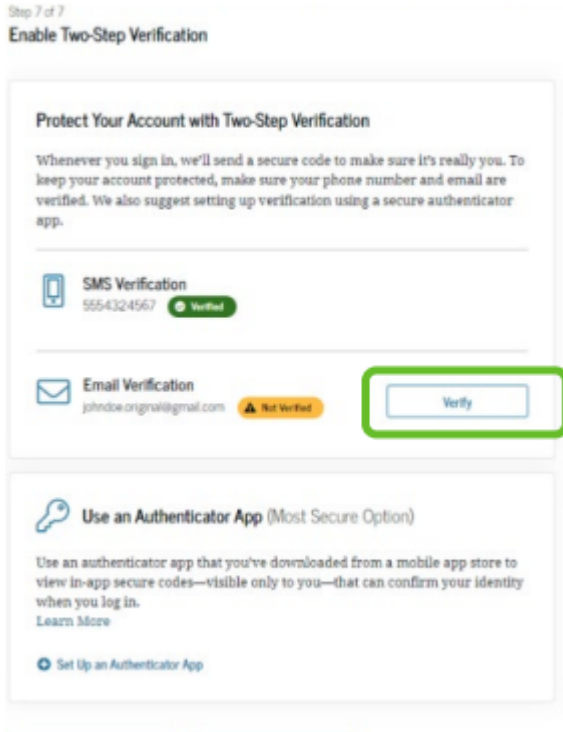 Step 7 of 7
Enable Two-Step Verification
Protect Your Account with Two-Step Verification
Whenever you sign in, we'll send a secure code to make sure it's really you. To
keep your account protected, make sure your phone number and email are
verified. We also suggest setting up verification using a secure authenticator
app.
SMS Verification
5554324567 Verified
Email Verification
johndoe.original@gmail.com Not Verified
Verify
Use an Authenticator App (Most Secure Option)
Use an authenticator app that you've downloaded from a mobile app store to
view in-app secure codes—visible only to you—that can confirm your identity
when you log in.
Learn More
Set Up an Authenticator App